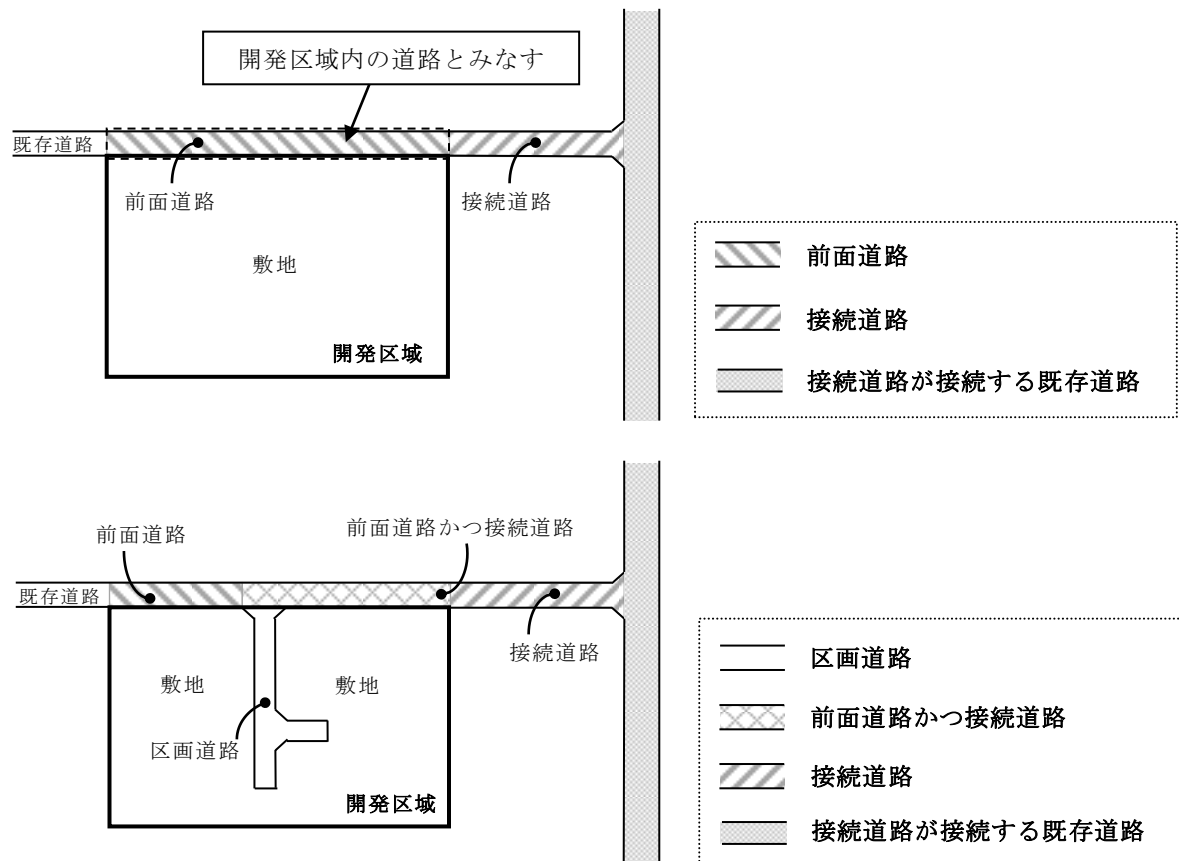 開発区域内の道路とみなす
既存道路
前面道路
接続道路
敷地
開発区域
前面道路
接続道路
接続道路が接続する既存道路
前面道路
前面道路かつ接続道路
既存道路
接続道路
敷地
敷地
区画道路
開発区域
区画道路
前面道路かつ接続道路
接続道路
接続道路が接続する既存道路